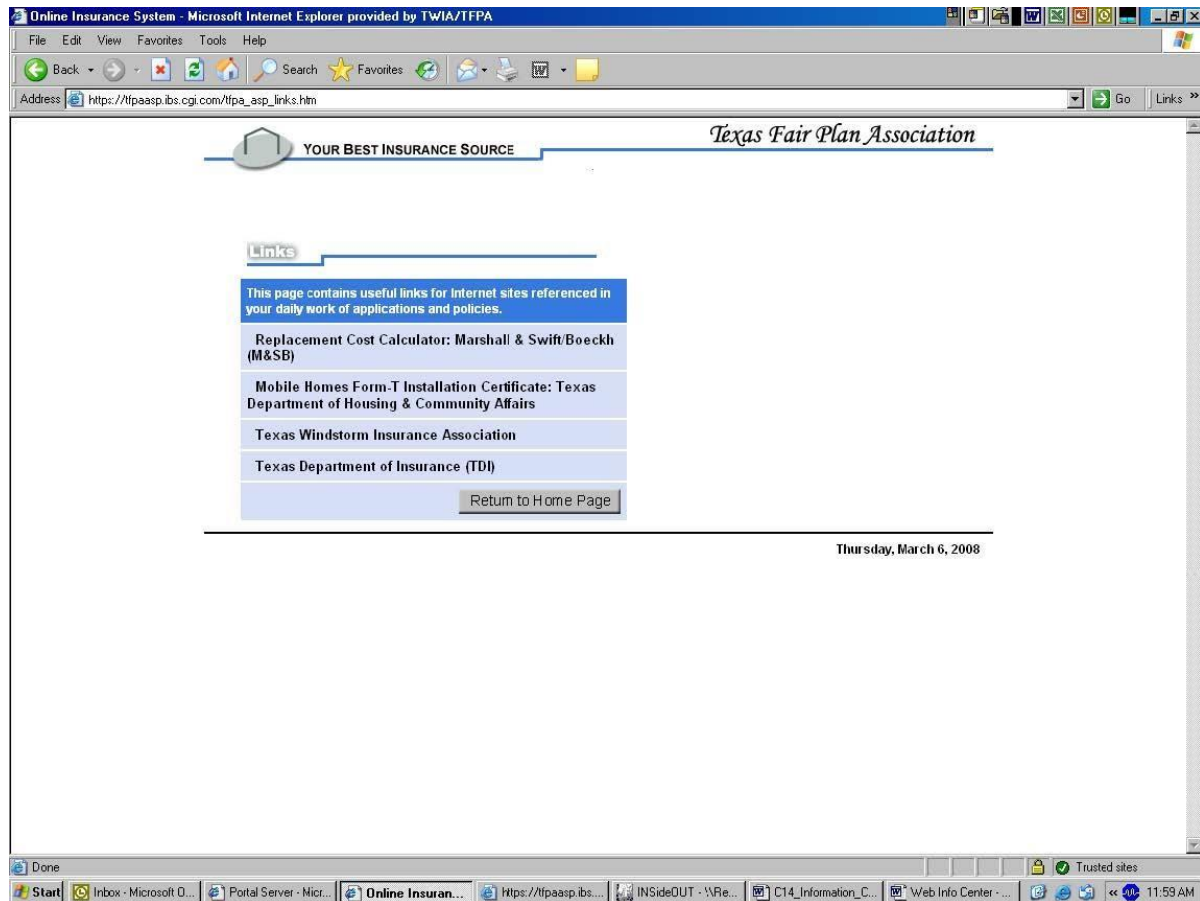 Online Insurance System - Microsoft Internet Explorer provided by TWIA/TFPA
File Edit View Favorites Tools Help
Back Search Favorites
Address https://tfpaasp.ibs.cgi.com/tfpa_asp_links.htm Go Links »
YOUR BEST INSURANCE SOURCE
Texas Fair Plan Association
Links
This page contains useful links for Internet sites referenced in
your daily work of applications and policies.
Replacement Cost Calculator: Marshall & Swift/Boeckh
(M&SB)
Mobile Homes Form-T Installation Certificate: Texas
Department of Housing & Community Affairs
Texas Windstorm Insurance Association
Texas Department of Insurance (TDI)
Return to Home Page
Thursday, March 6, 2008
Done Trusted sites
Start Inbox - Microsoft O... Portal Server - Micr... Online Insuran... https://tfpaasp.ibs.... INSideOUT - \\Re... C14_Information_C... Web Info Center - ... « 11:59 AM